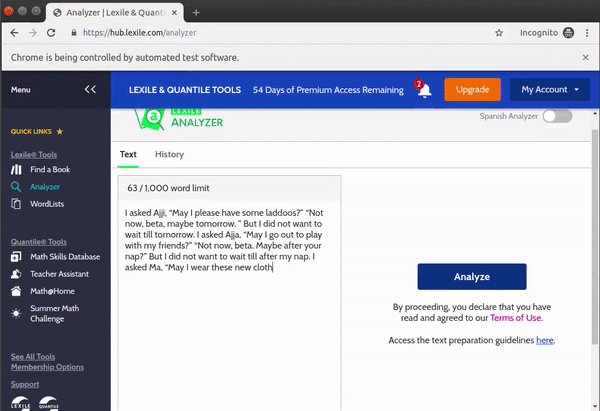 Analyzer | Lexile & Quantile
https://hub.lexile.com/analyzer
Incognito
Chrome is being controlled by automated test software.
Menu
LEXILE & QUANTILE TOOLS
54 Days of Premium Access Remaining
2
Upgrade
My Account
QUICK LINKS
Lexile® Tools
Find a Book
Analyzer
WordLists
Quantile® Tools
Math Skills Database
Teacher Assistant
Math@Home
Summer Math
Challenge
See All Tools
Membership Options
Support
LEXILE
QUANTILE
a
LEXILE
ANALYZER
Spanish Analyzer
Text
History
63 / 1,000 word limit
I asked Ajji, “May I please have some laddoos?” “Not
now, beta, maybe tomorrow. ” But I did not want to
wait till tomorrow. I asked Ajja, “May I go out to play
with my friends?” “Not now, beta. Maybe after your
nap?” But I did not want to wait till after my nap. I
asked Ma, “May I wear these new cloth
Analyze
By proceeding, you declare that you have
read and agreed to our Terms of Use.
Access the text preparation guidelines here.